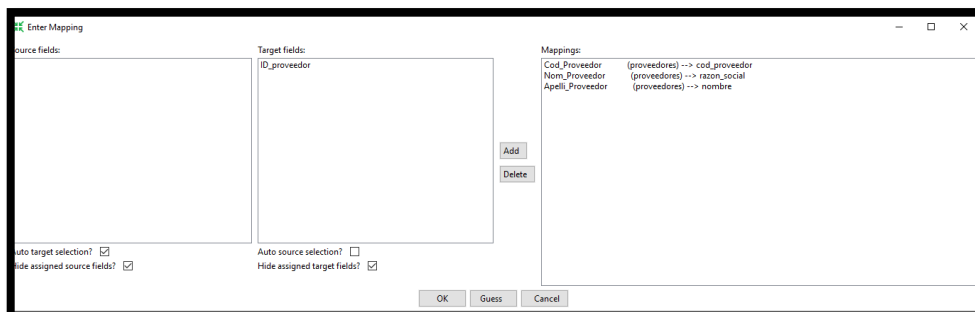 Enter Mapping
ource fields:
Target fields:
Mappings:
ID_proveedor
Cod_Proveedor (proveedores) --> cod_proveedor
Nom_Proveedor (proveedores) --> razon_social
Apelli_Proveedor (proveedores) --> nombre
Add
Delete
uto target selection?
Auto source selection?
ide assigned source fields?
Hide assigned target fields?
OK
Guess
Cancel